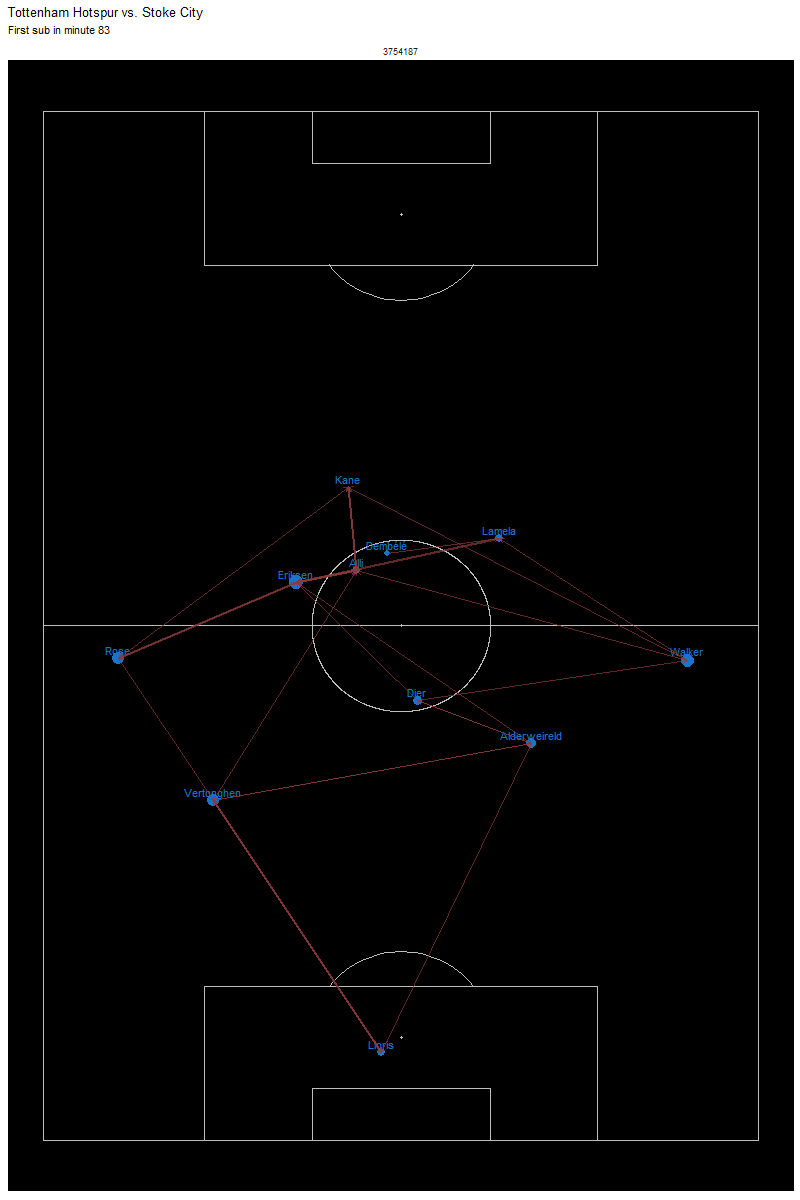 Tottenham Hotspur vs. Stoke City
First sub in minute 83
3754187
Kane
Lamela
Dembélé
Alli
Eriksen
Rose
Walker
Dier
Alderweireld
Vertonghen
Lloris